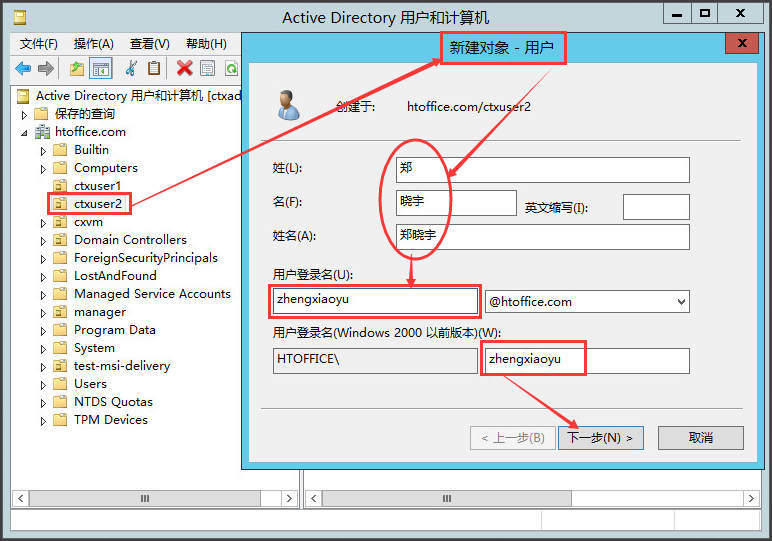 Active Directory 用户和计算机
文件(F) 操作(A) 查看(V) 帮助(H)
Active Directory 用户和计算机 [ctxad
保存的查询
htoffice.com
Builtin
Computers
ctxuser1
ctxuser2
cxvm
Domain Controllers
ForeignSecurityPrincipals
LostAndFound
Managed Service Accounts
manager
Program Data
System
test-msi-delivery
Users
NTDS Quotas
TPM Devices
新建对象 - 用户
创建于: htoffice.com/ctxuser2
姓(L): 郑
名(F): 晓宇 英文缩写(I):
姓名(A): 郑晓宇
用户登录名(U):
zhengxiaoyu @htoffice.com
用户登录名(Windows 2000 以前版本)(W):
HTOFFICE\ zhengxiaoyu
< 上一步(B) 下一步(N) > 取消